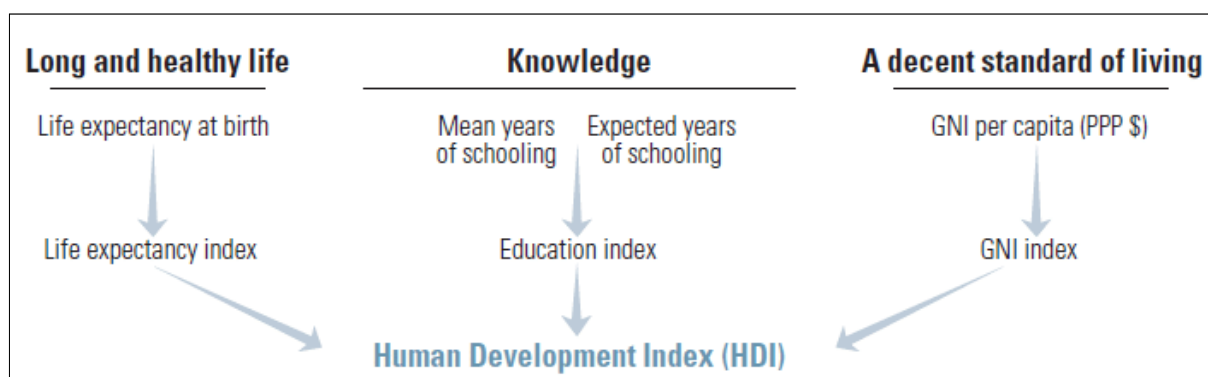 Long and healthy life
Knowledge
A decent standard of living
Life expectancy at birth
Mean years
of schooling
Expected years
of schooling
GNI per capita (PPP $)
Life expectancy index
Education index
GNI index
Human Development Index (HDI)